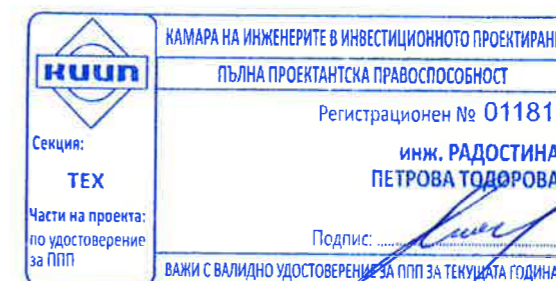 КАМАРА НА ИНЖЕНЕРИТЕ В ИНВЕСТИЦИОННОТО ПРОЕКТИРАН
КИИП
ПЪЛНА ПРОЕКТАНТСКА ПРАВОСПОСОБНОСТ
Регистрационен № 01181
Секция:
ТЕХ
инж. РАДОСТИНА
ПЕТРОВА ТОДОРОВА
Части на проекта:
по удостоверение
за ППП
Подпис:
ВАЖИ С ВАЛИДНО УДОСТОВЕРЕНИЕ ЗА ППП ЗА ТЕКУЩАТА ГОДИНА